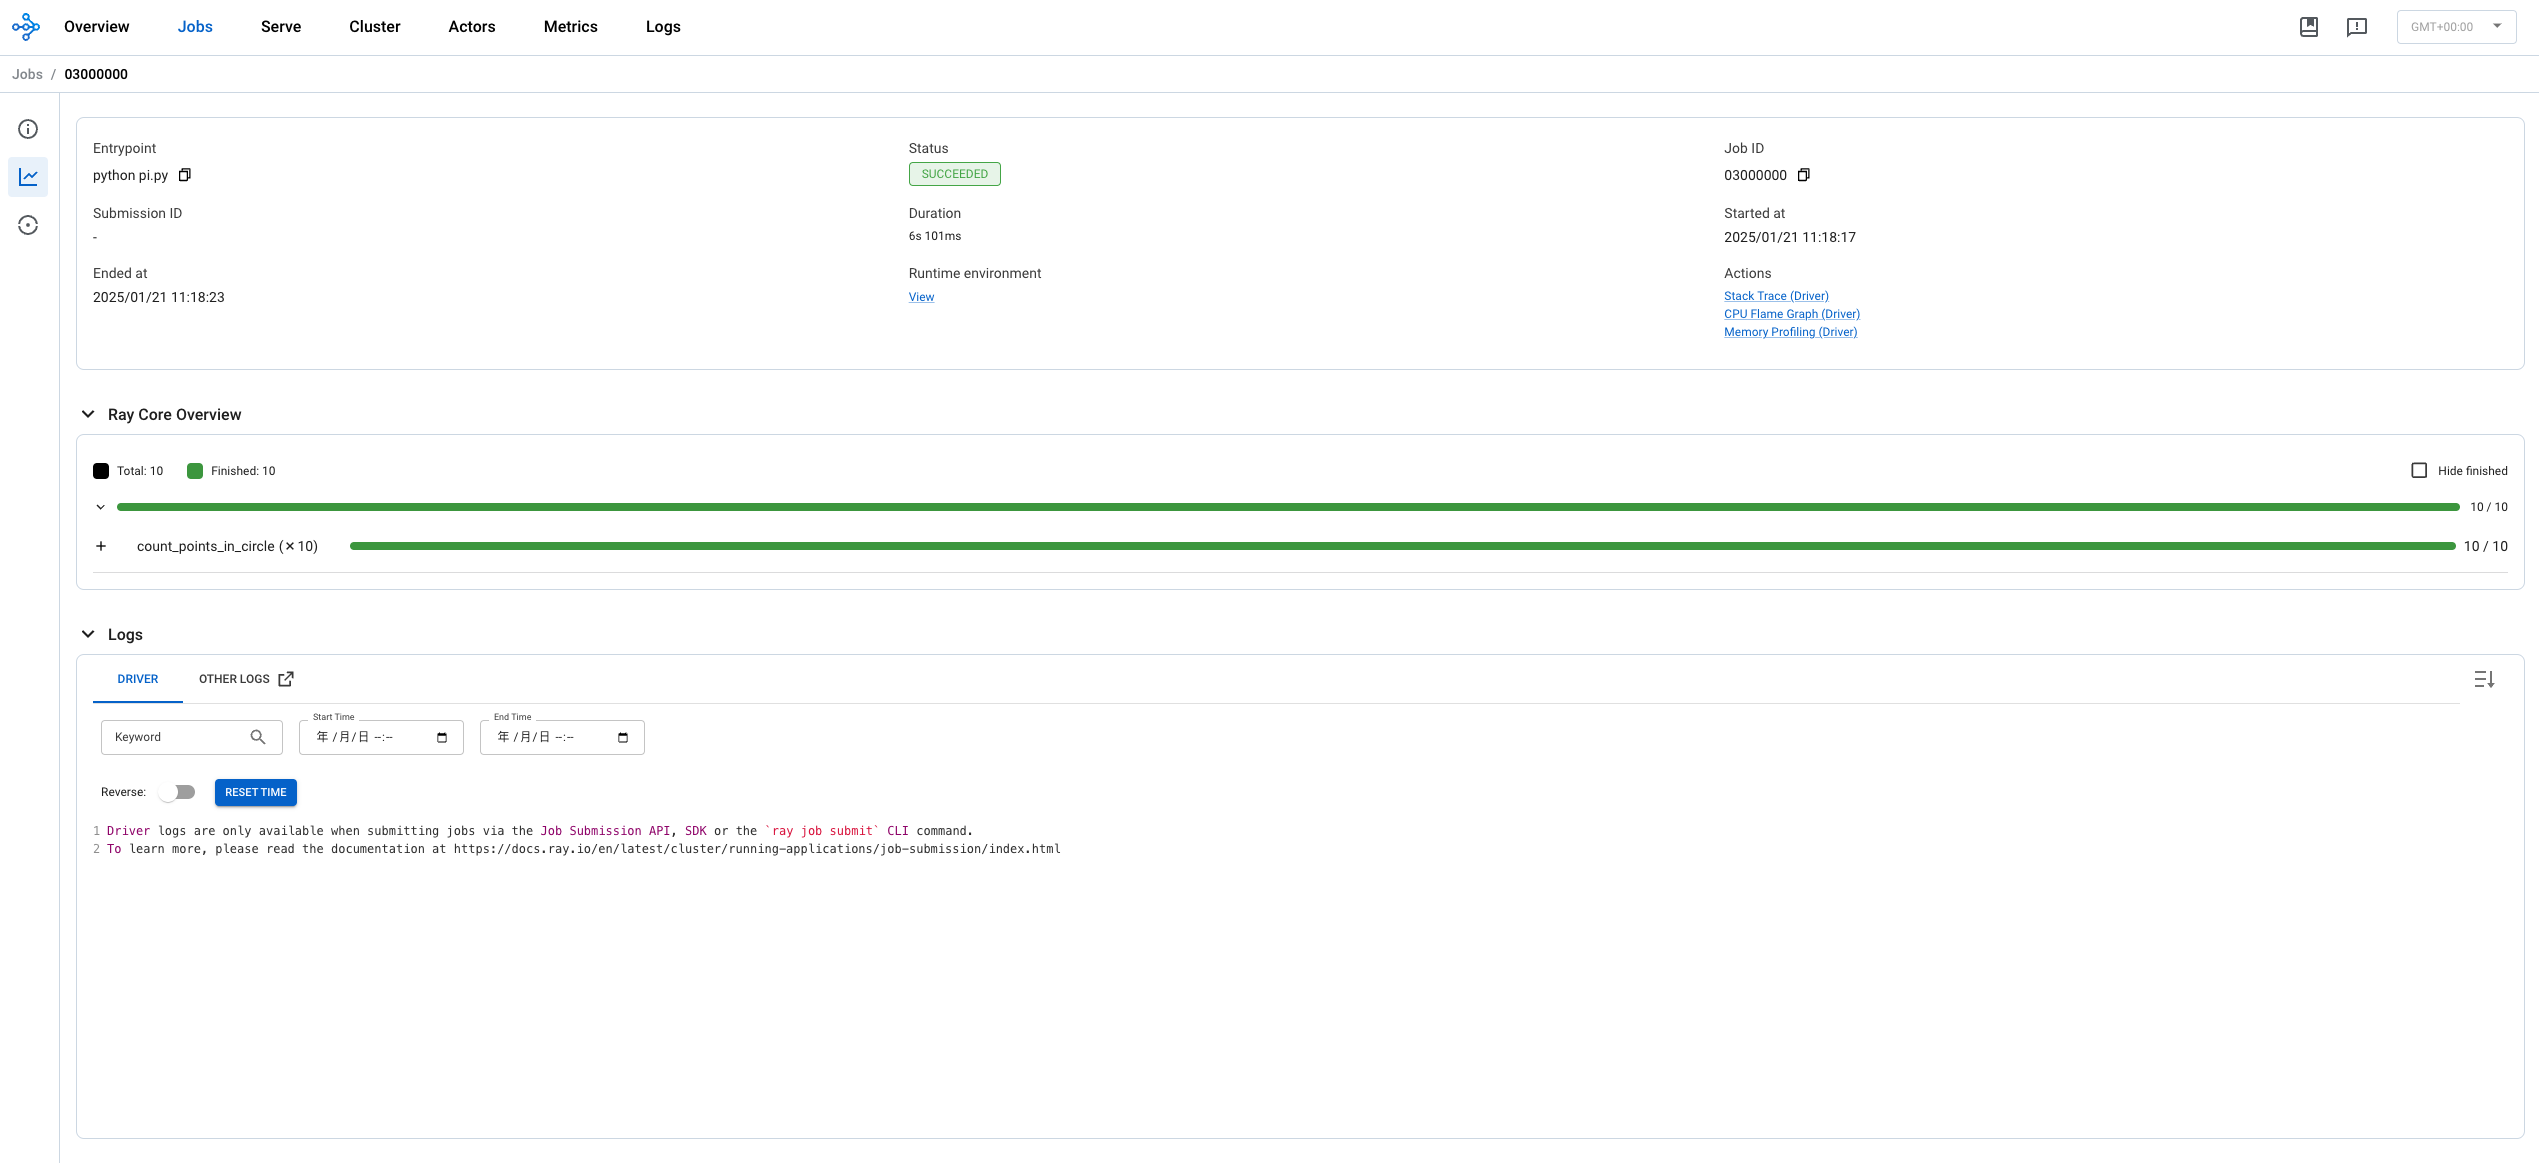 Overview Jobs Serve Cluster Actors Metrics Logs GMT+00:00
Jobs / 03000000
Entrypoint
python pi.py
Status
SUCCEEDED
Job ID
03000000
Submission ID
-
Duration
6s 101ms
Started at
2025/01/21 11:18:17
Ended at
2025/01/21 11:18:23
Runtime environment
View
Actions
Stack Trace (Driver)
CPU Flame Graph (Driver)
Memory Profiling (Driver)
Ray Core Overview
Total: 10 Finished: 10 Hide finished
10 / 10
count_points_in_circle (×10) 10 / 10
Logs
DRIVER OTHER LOGS
Keyword
Start Time
年 /月/日 --:--
End Time
年 /月/日 --:--
Reverse: RESET TIME
1 Driver logs are only available when submitting jobs via the Job Submission API, SDK or the `ray job submit` CLI command.
2 To learn more, please read the documentation at https://docs.ray.io/en/latest/cluster/running-applications/job-submission/index.html